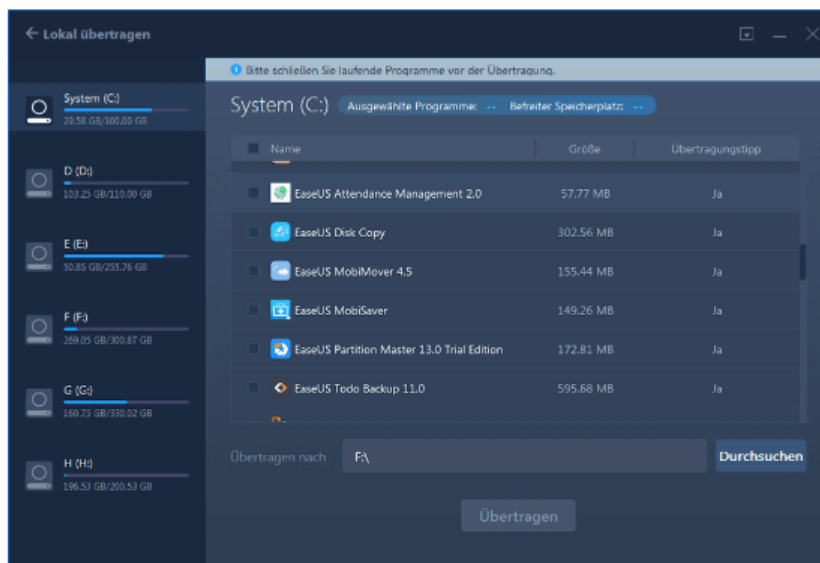 ← Lokal übertragen
Bitte schließen Sie laufende Programme vor der Übertragung.
System (C:)
29.58 GB/100.00 GB
D (D:)
103.25 GB/110.00 GB
E (E:)
50.85 GB/255.76 GB
F (F:)
269.05 GB/300.87 GB
G (G:)
160.75 GB/330.02 GB
H (H:)
196.53 GB/200.53 GB
System (C:) Ausgewählte Programme: -- Befreiter Speicherplatz: --
Name Größe Übertragungstipp
EaseUS Attendance Management 2.0 57.77 MB Ja
EaseUS Disk Copy 302.56 MB Ja
EaseUS MobiMover 4.5 155.44 MB Ja
EaseUS MobiSaver 149.26 MB Ja
EaseUS Partition Master 13.0 Trial Edition 172.81 MB Ja
EaseUS Todo Backup 11.0 595.68 MB Ja
Übertragen nach F:\ Durchsuchen
Übertragen